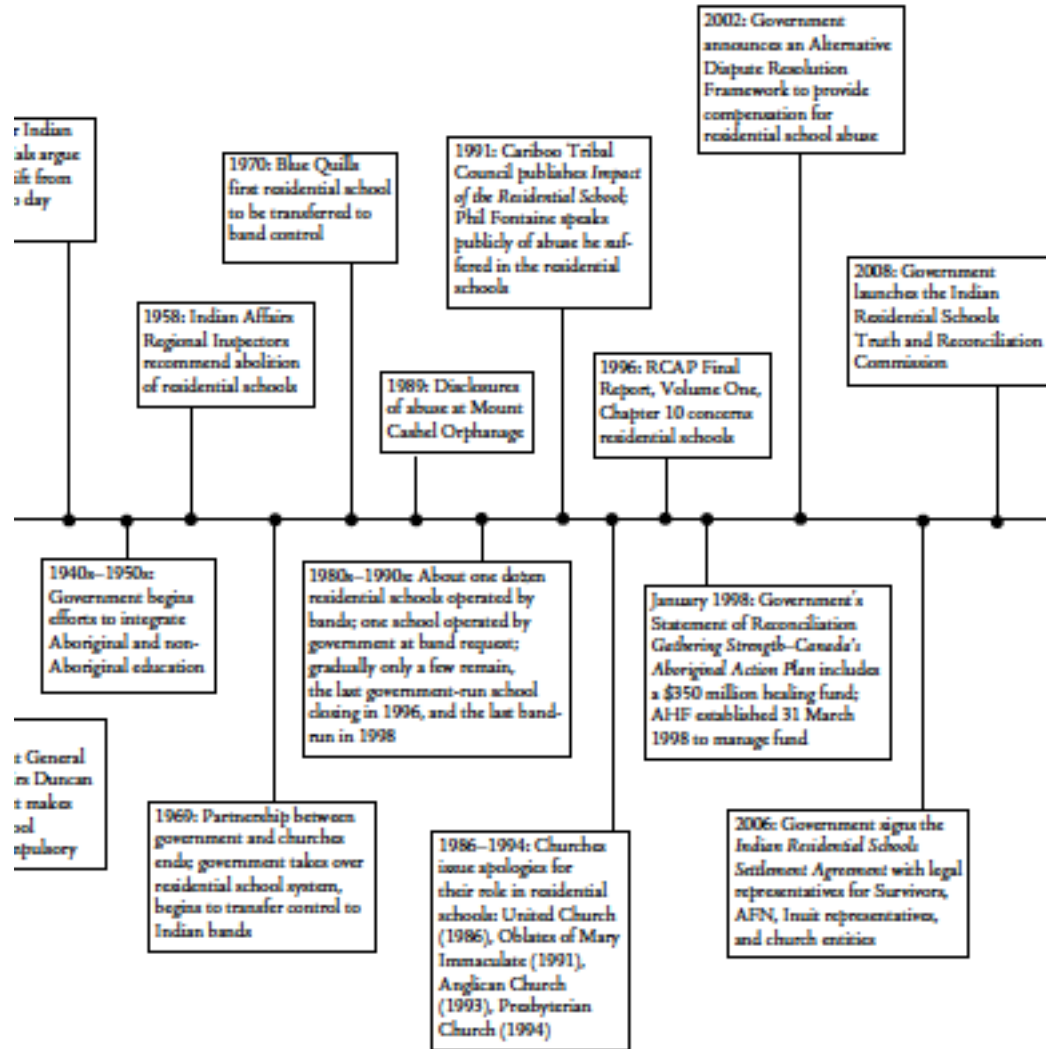 2002: Government
announces an Alternative
Dispute Resolution
Framework to provide
compensation for
residential school abuse
r Indian
ials argue
ift from
o day
1970: Blue Quills
first residential school
to be transferred to
band control
1991: Cariboo Tribal
Council publishes Impact
of the Residential School;
Phil Fontaine speaks
publicly of abuse he suf-
fered in the residential
schools
2008: Government
launches the Indian
Residential Schools
Truth and Reconciliation
Commission
1958: Indian Affairs
Regional Inspectors
recommend abolition
of residential schools
1989: Disclosures
of abuse at Mount
Cashel Orphanage
1996: RCAP Final
Report, Volume One,
Chapter 10 concerns
residential schools
1940s–1950s:
Government begins
efforts to integrate
Aboriginal and non-
Aboriginal education
1980s–1990s: About one dozen
residential schools operated by
bands; one school operated by
government at band request;
gradually only a few remain,
the last government-run school
closing in 1996, and the last band-
run in 1998
January 1998: Government's
Statement of Reconciliation
Gathering Strength–Canada's
Aboriginal Action Plan includes
a $350 million healing fund;
AHF established 31 March
1998 to manage fund
t General
irs Duncan
t makes
ool
mpulsory
1969: Partnership between
government and churches
ends; government takes over
residential school system,
begins to transfer control to
Indian bands
1986–1994: Churches
issue apologies for
their role in residential
schools: United Church
(1986), Oblates of Mary
Immaculate (1991),
Anglican Church
(1993), Presbyterian
Church (1994)
2006: Government signs the
Indian Residential Schools
Settlement Agreement with legal
representatives for Survivors,
AFN, Inuit representatives,
and church entities